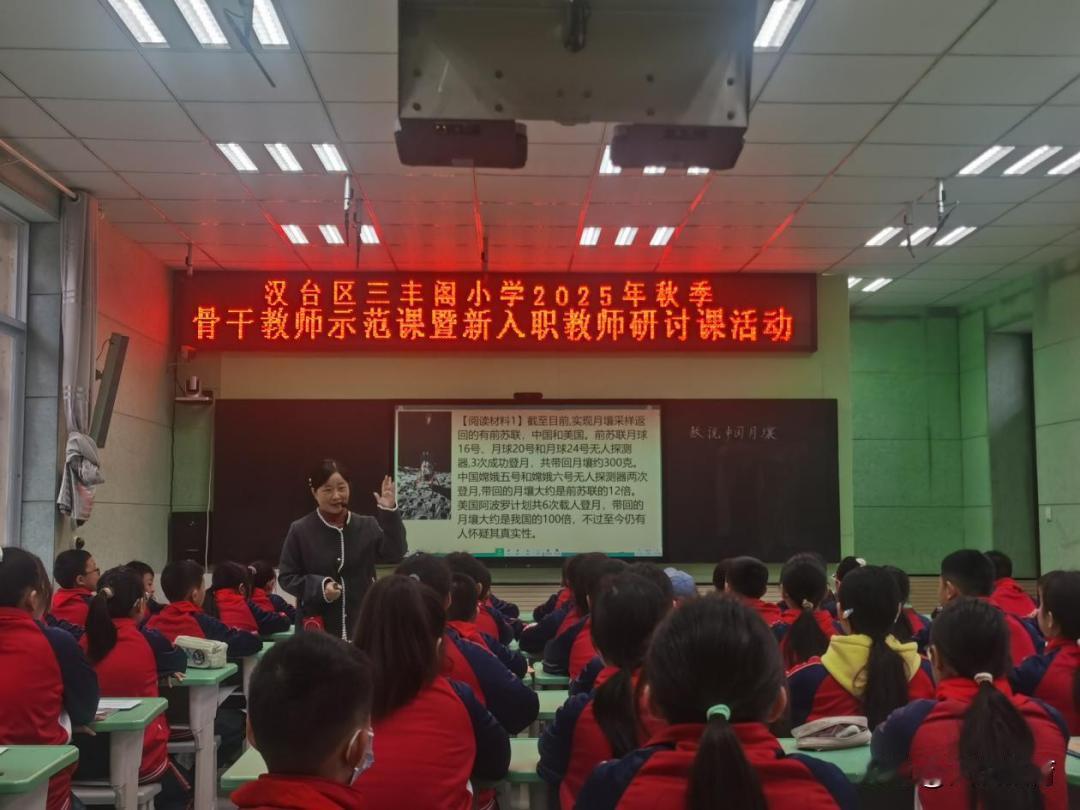 汉台区三丰阁小学2025年秋季
骨干教师示范课暨新入职教师研讨课活动
【阅读材料1】截至目前,实现月壤采样返
回的有前苏联，中国和美国。前苏联月球
16号、月球20号和月球24号无人探测
器,3次成功登月，共带回月壤约300克。
中国嫦娥五号和嫦娥六号无人探测器两次
登月,带回的月壤大约是前苏联的12倍。
美国阿波罗计划共6次载人登月，带回的
月壤大约是我国的100倍，不过至今仍有
人怀疑其真实性。
月壤